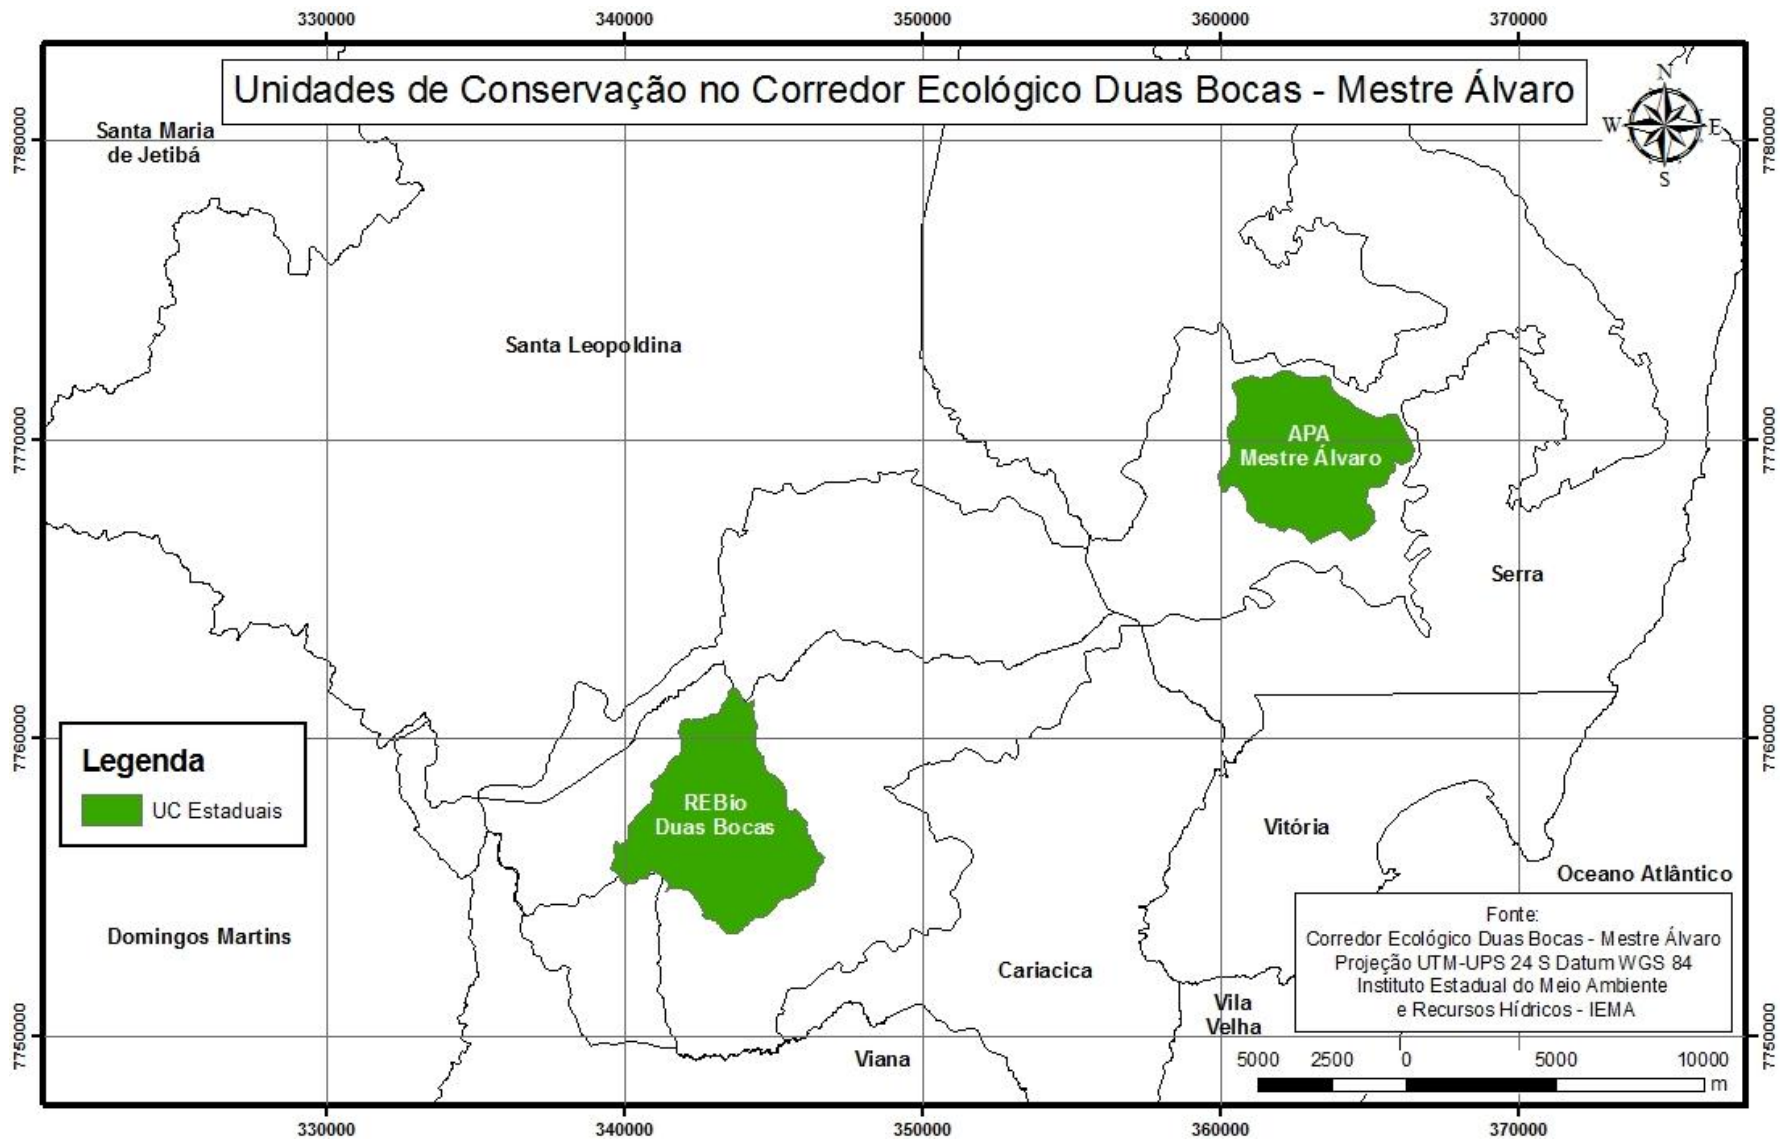 330000
340000
350000
360000
370000
Unidades de Conservação no Corredor Ecológico Duas Bocas - Mestre Álvaro
N
W
E
S
7780000
7780000
Santa Maria
de Jetibá
Santa Leopoldina
7770000
7770000
APA
Mestre Álvaro
Serra
7760000
7760000
Legenda
UC Estaduais
REBio
Duas Bocas
Vitória
Oceano Atlântico
Domingos Martins
Cariacica
Vila
Velha
Viana
Fonte:
Corredor Ecológico Duas Bocas - Mestre Álvaro
Projeção UTM-UPS 24 S Datum WGS 84
Instituto Estadual do Meio Ambiente
e Recursos Hídricos - IEMA
7750000
7750000
5000 2500 0 5000 10000
m
330000
340000
350000
360000
370000